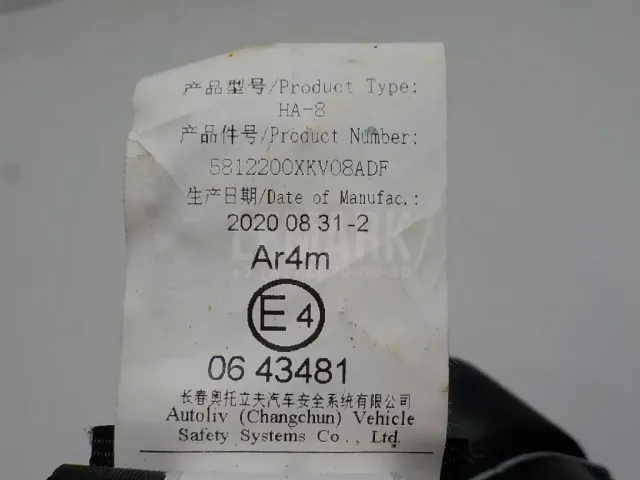 产品型号/Product Type:
HA-8
产品件号/Product Number:
5812200XKV08ADF
生产日期/Date of Manufac.:
2020 08 31-2
Ar4m
E4
06 43481
长春奥托立夫汽车安全系统有限公司
Autoliv (Changchun) Vehicle
Safety Systems Co., Ltd.